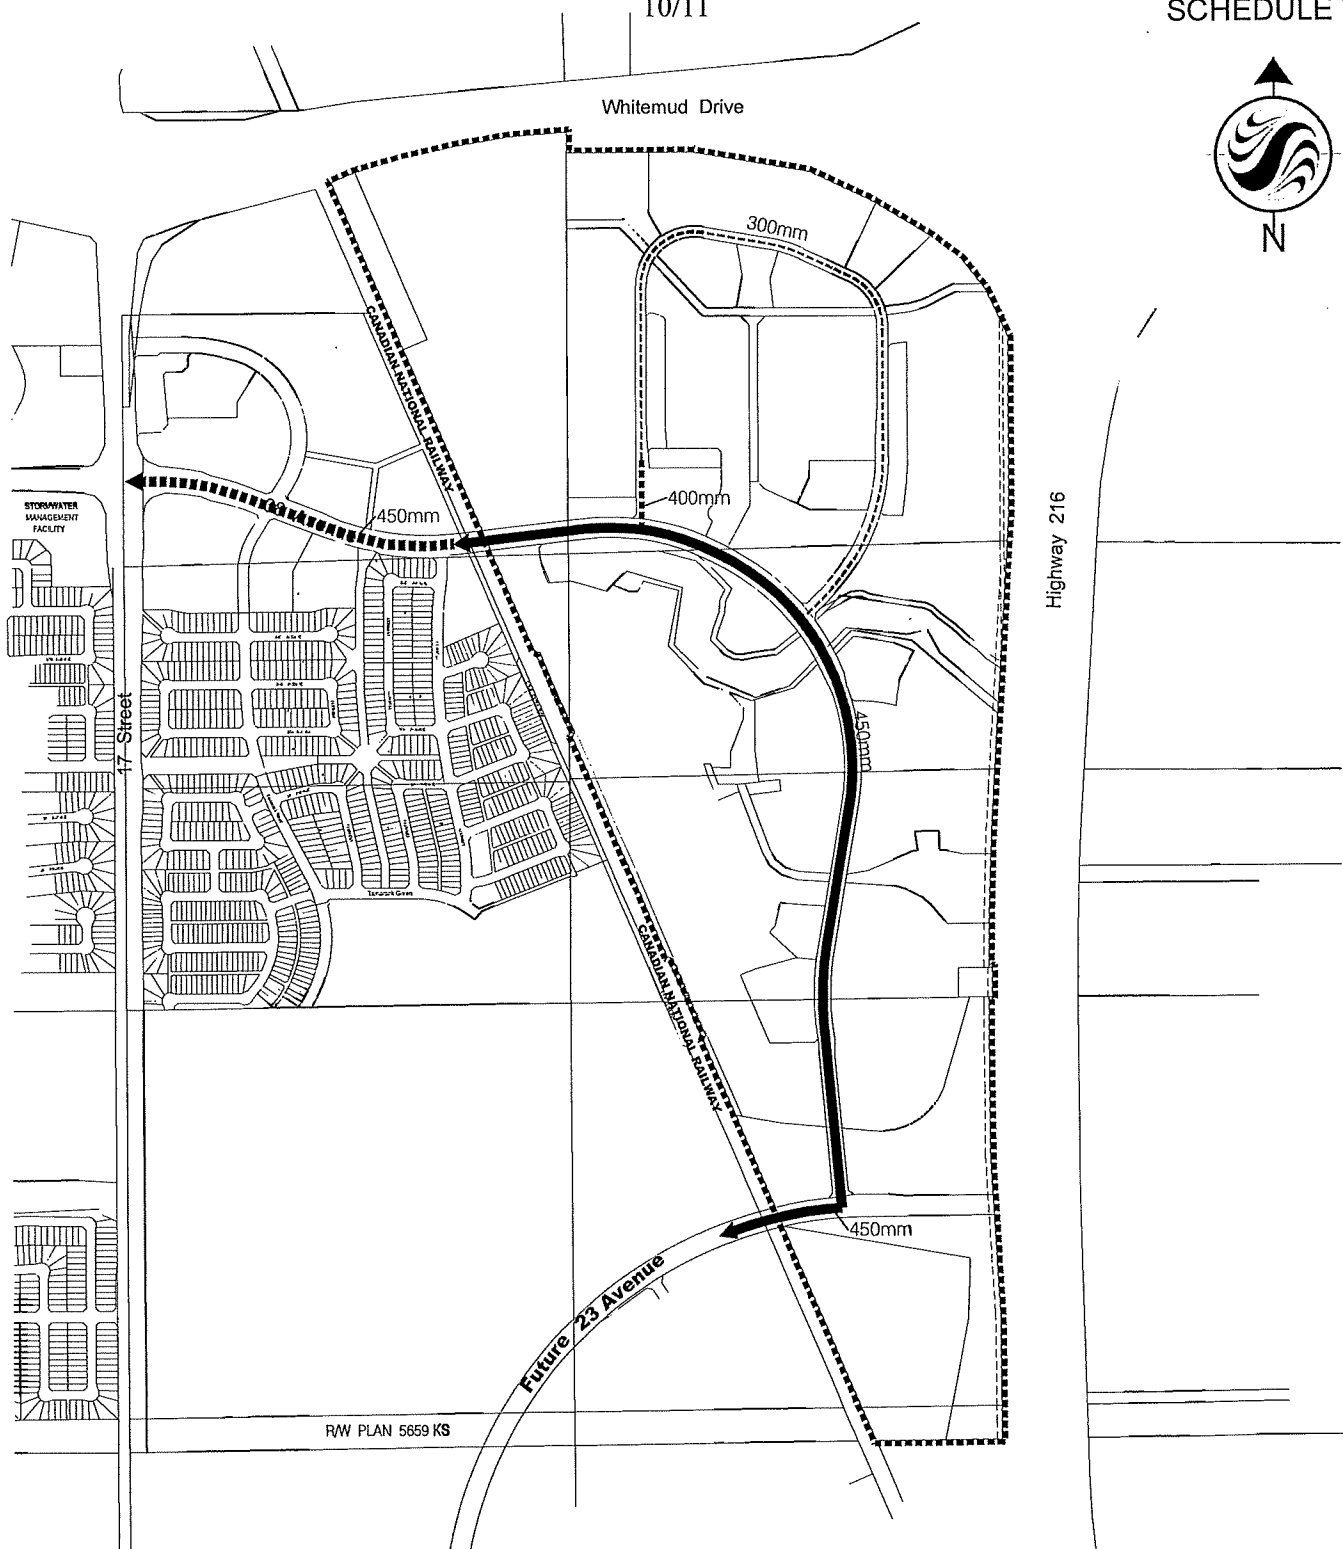 10/11
SCHEDULE
Whitemud Drive
N
300mm
CANADIAN NATIONAL RAILWAY
400mm
450mm
STORMWATER
MANAGEMENT
FACILITY
Highway 216
17 Street
450mm
Tamarack Green
CANADIAN NATIONAL RAILWAY
450mm
Future 23 Avenue
R/W PLAN 5659 KS